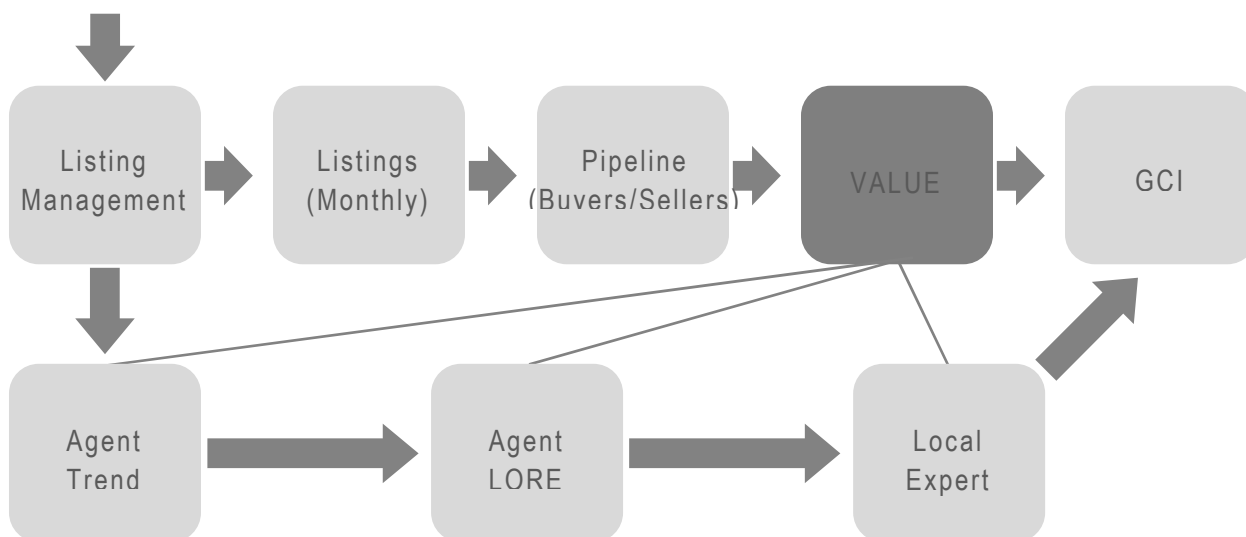 Listing
Management
Listings
(Monthly)
Pipeline
(Buyers/Sellers)
VALUE
GCI
Agent
Trend
Agent
LORE
Local
Expert